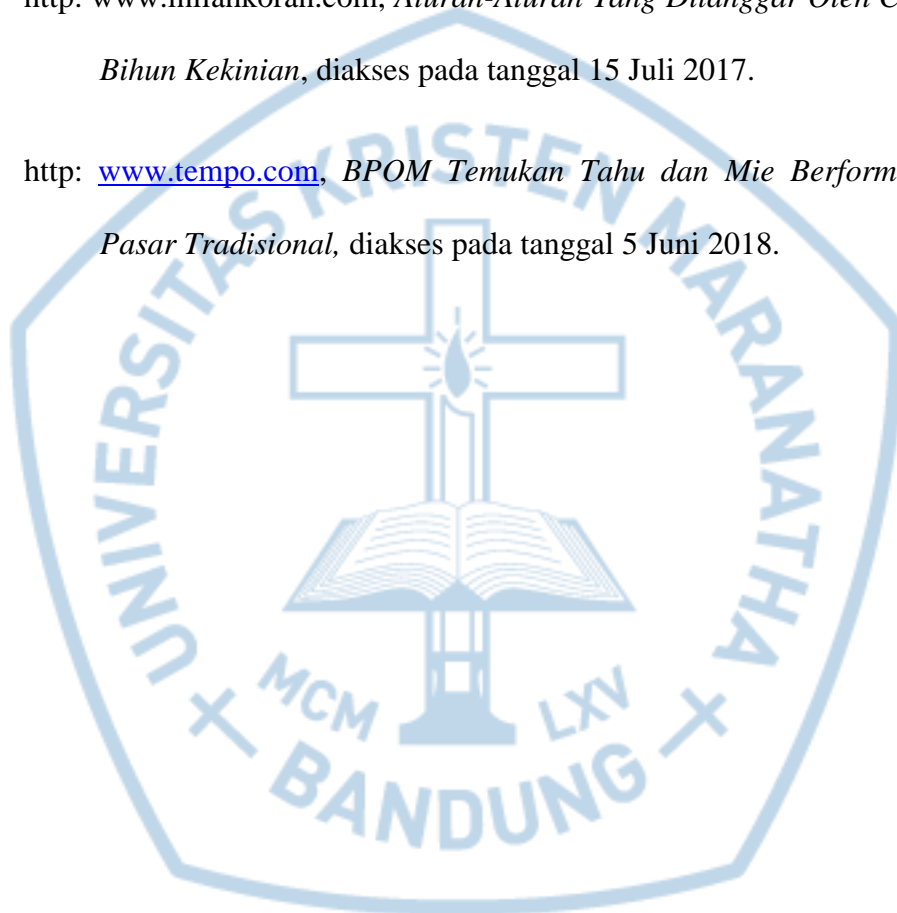 Bihun Kekinian, diakses pada tanggal 15 Juli 2017.
http: www.tempo.com, BPOM Temukan Tahu dan Mie Berform
Pasar Tradisional, diakses pada tanggal 5 Juni 2018.
UNIVERSITAS KRISTEN MARANATHA
MCM LXV
BANDUNG